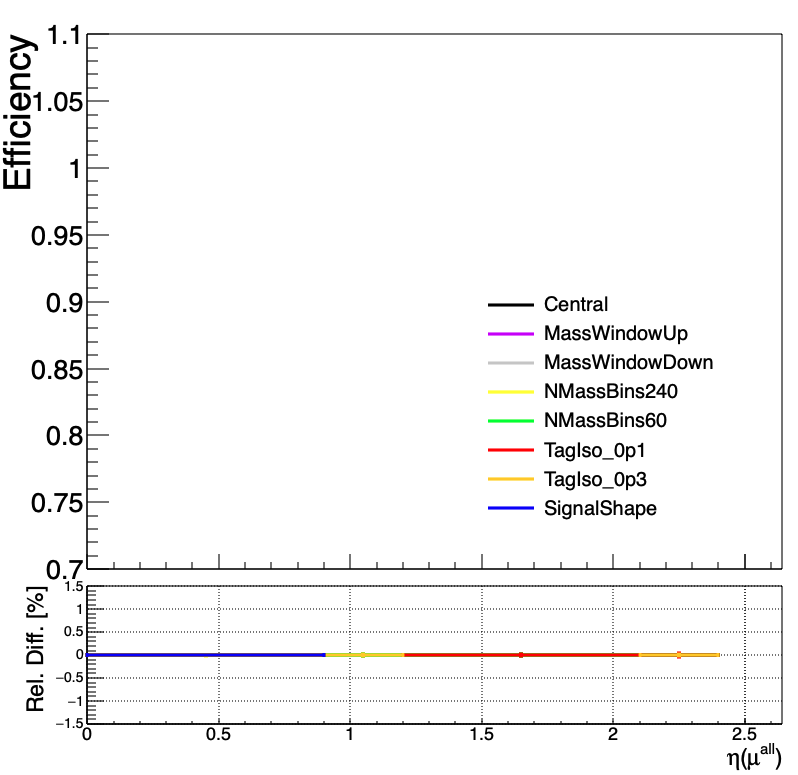 Efficiency
1.1
1.05
1
0.95
0.9
0.85
0.8
0.75
0.7
Central
MassWindowUp
MassWindowDown
NMassBins240
NMassBins60
TagIso_0p1
TagIso_0p3
SignalShape
Rel. Diff. [%]
1.5
1
0.5
0
−0.5
−1
−1.5
0 0.5 1 1.5 2 2.5
η(μ^all)